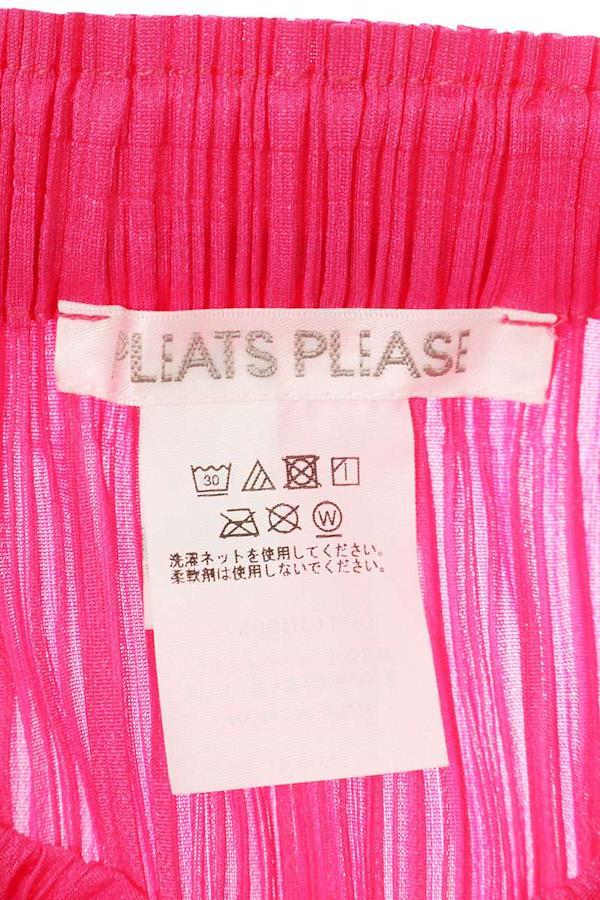 PLEATS PLEASE
30
W
洗濯ネットを使用してください。
柔軟剤は使用しないでください。